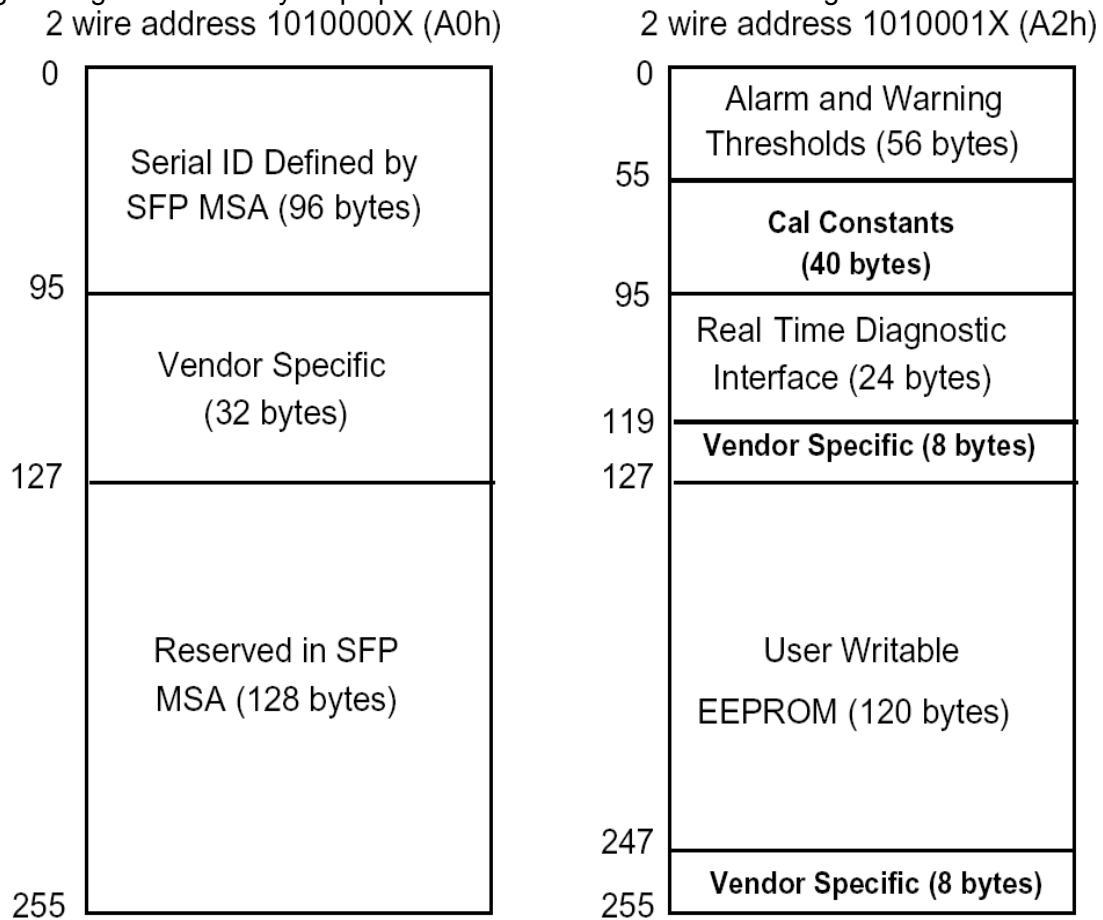 2 wire address 1010000X (A0h)
0
Serial ID Defined by
SFP MSA (96 bytes)
95
Vendor Specific
(32 bytes)
127
Reserved in SFP
MSA (128 bytes)
255
2 wire address 1010001X (A2h)
0
Alarm and Warning
Thresholds (56 bytes)
55
Cal Constants
(40 bytes)
95
Real Time Diagnostic
Interface (24 bytes)
119
Vendor Specific (8 bytes)
127
User Writable
EEPROM (120 bytes)
247
Vendor Specific (8 bytes)
255